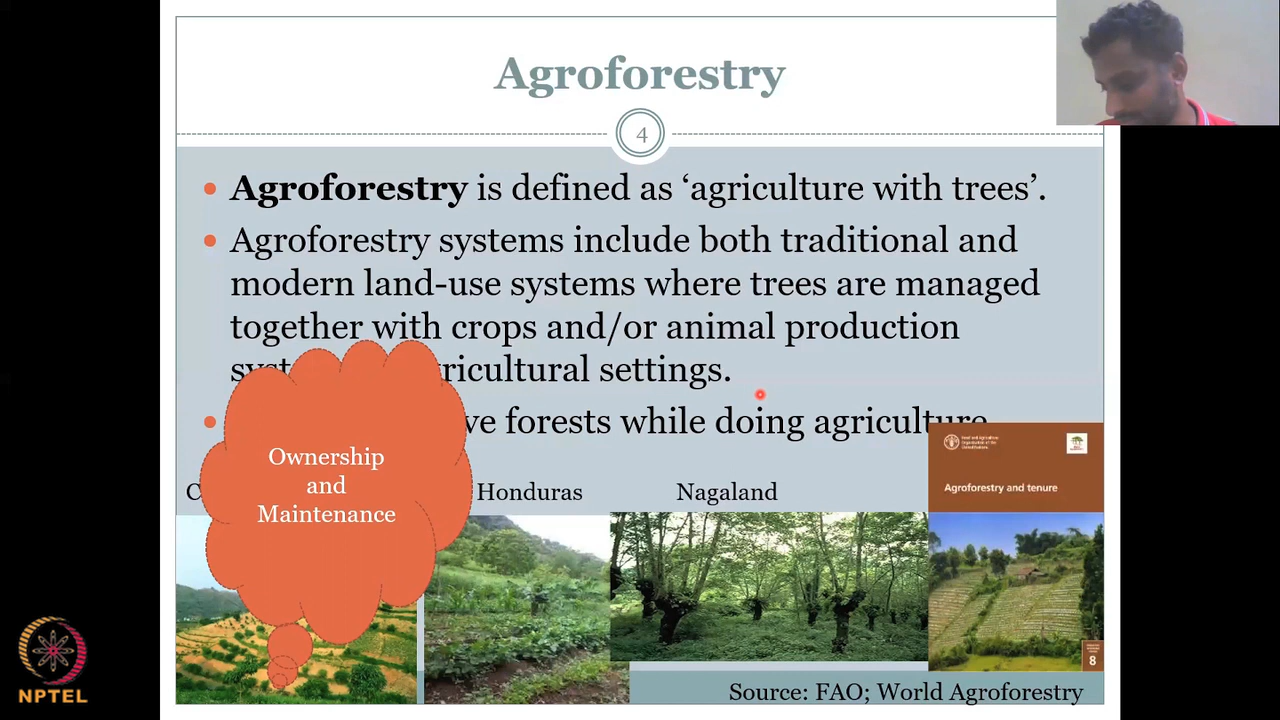 Agroforestry
4
• Agroforestry is defined as ‘agriculture with trees’.
• Agroforestry systems include both traditional and
modern land-use systems where trees are managed
together with crops and/or animal production
ricultural settings.
forests while doing agriculture
Ownership
and
Maintenance
Honduras
Nagaland
Agroforestry and tenure
8
Source: FAO; World Agroforestry
NPTEL